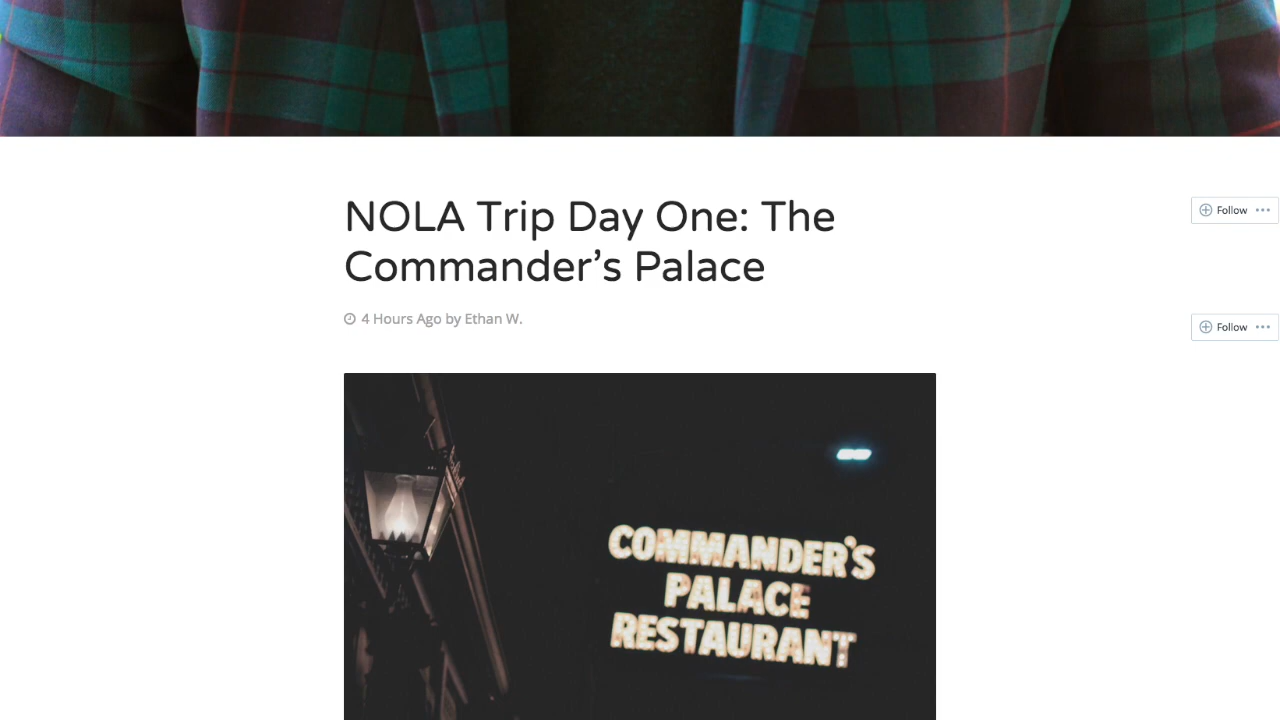 NOLA Trip Day One: The
Commander’s Palace
4 Hours Ago by Ethan W.
Follow
Follow
COMMANDER'S
PALACE
RESTAURANT